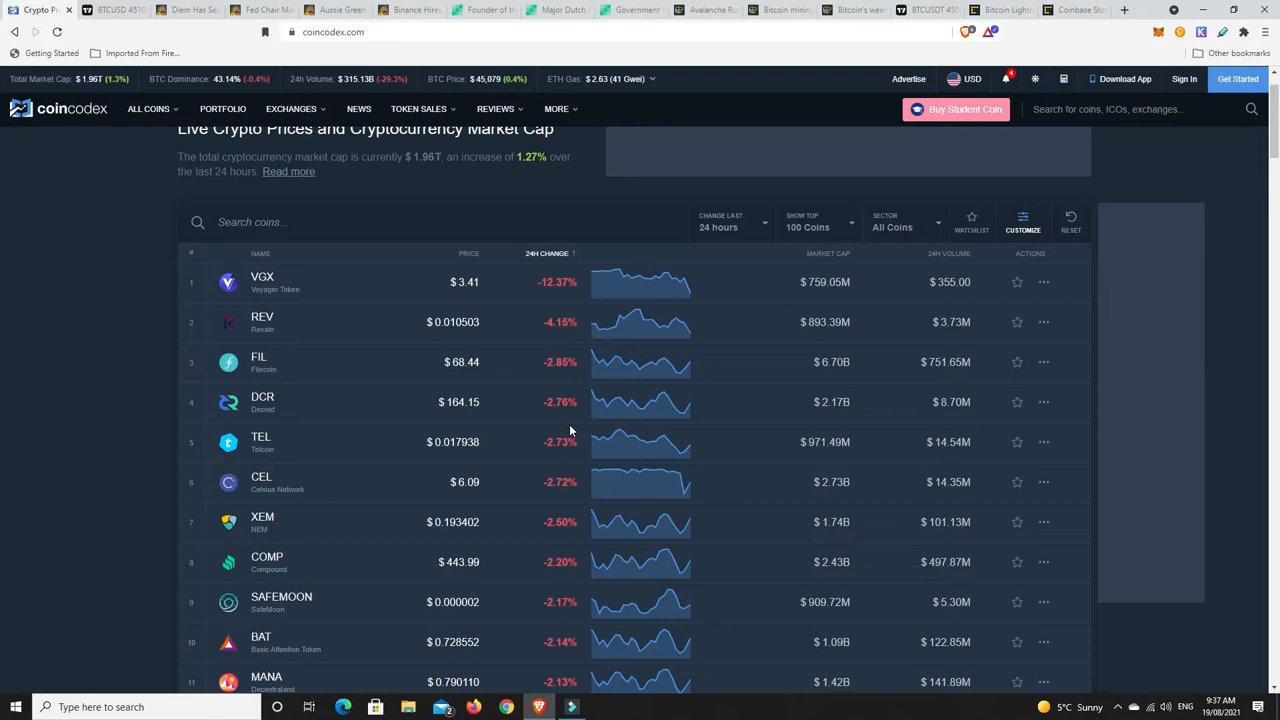 Crypto Pri
BTCUSD 4510
Diem Has Sec
Fed Chair Min
Aussie Green
Binance Hires
Founder of the
Major Dutch
Government's
Avalanche Ru
Bitcoin mining
Bitcoin's week
BTCUSDT 450
Bitcoin Lightn
Coinbase Sto
coincodex.com
Getting Started
Imported From Fire...
Other bookmarks
Total Market Cap: $ 1.96T (1.3%)
BTC Dominance: 43.14% (-0.4%)
24h Volume: $ 315.13B (-29.3%)
BTC Price: $ 45,079 (0.4%)
ETH Gas: $ 2.63 (41 Gwei)
Advertise
USD
4
Download App
Sign In
Get Started
coincodex
ALL COINS
PORTFOLIO
EXCHANGES
NEWS
TOKEN SALES
REVIEWS
MORE
Buy Student Coin
Search for coins, ICOs, exchanges...
Live Crypto Prices and Cryptocurrency Market Cap
The total cryptocurrency market cap is currently $ 1.96T, an increase of 1.27% over
the last 24 hours. Read more
Search coins...
CHANGE LAST
24 hours
SHOW TOP
100 Coins
SECTOR
All Coins
WATCHLIST
CUSTOMIZE
RESET
# NAME PRICE 24H CHANGE ↑ MARKET CAP 24H VOLUME ACTIONS
1 VGX $ 3.41 -12.37% $ 759.05M $ 355.00
Voyager Token
2 REV $ 0.010503 -4.15% $ 893.39M $ 3.73M
Revain
3 FIL $ 68.44 -2.85% $ 6.70B $ 751.65M
Filecoin
4 DCR $ 164.15 -2.76% $ 2.17B $ 8.70M
Decred
5 TEL $ 0.017938 -2.73% $ 971.49M $ 14.54M
Telcoin
6 CEL $ 6.09 -2.72% $ 2.73B $ 14.35M
Celsius Network
7 XEM $ 0.193402 -2.50% $ 1.74B $ 101.13M
NEM
8 COMP $ 443.99 -2.20% $ 2.43B $ 497.87M
Compound
9 SAFEMOON $ 0.000002 -2.17% $ 909.72M $ 5.30M
SafeMoon
10 BAT $ 0.728552 -2.14% $ 1.09B $ 122.85M
Basic Attention Token
11 MANA $ 0.790110 -2.13% $ 1.42B $ 141.89M
Decentraland
Type here to search
2
5°C Sunny
ENG
9:37 AM
19/08/2021